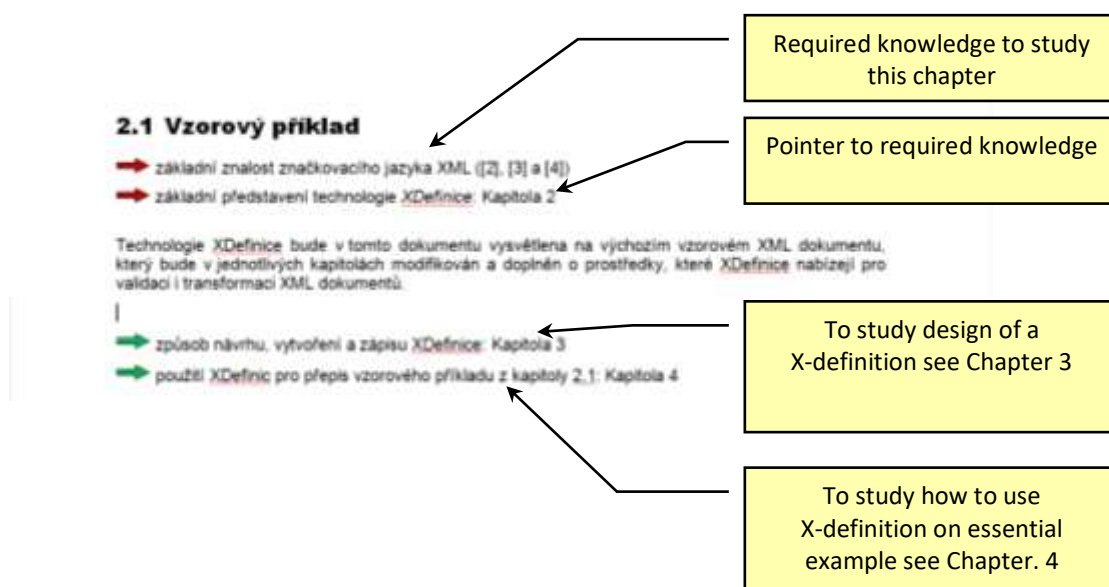 Required knowledge to study
this chapter
2.1 Vzorový příklad
Pointer to required knowledge
základní znalost značkovacího jazyka XML ([2], [3] a [4])
základní představení technologie XDefinice: Kapitola 2
Technologie XDefinice bude v tomto dokumentu vysvětlena na výchozím vzorovém XML dokumentu,
který bude v jednotlivých kapitolách modifikován a doplněn o prostředky, které XDefinice nabízejí pro
validaci i transformaci XML dokumentů.
To study design of a
X-definition see Chapter 3
způsob návrhu, vytvoření a zápisu XDefinice: Kapitola 3
použití XDefinic pro přepis vzorového příkladu z kapitoly 2.1: Kapitola 4
To study how to use
X-definition on essential
example see Chapter. 4